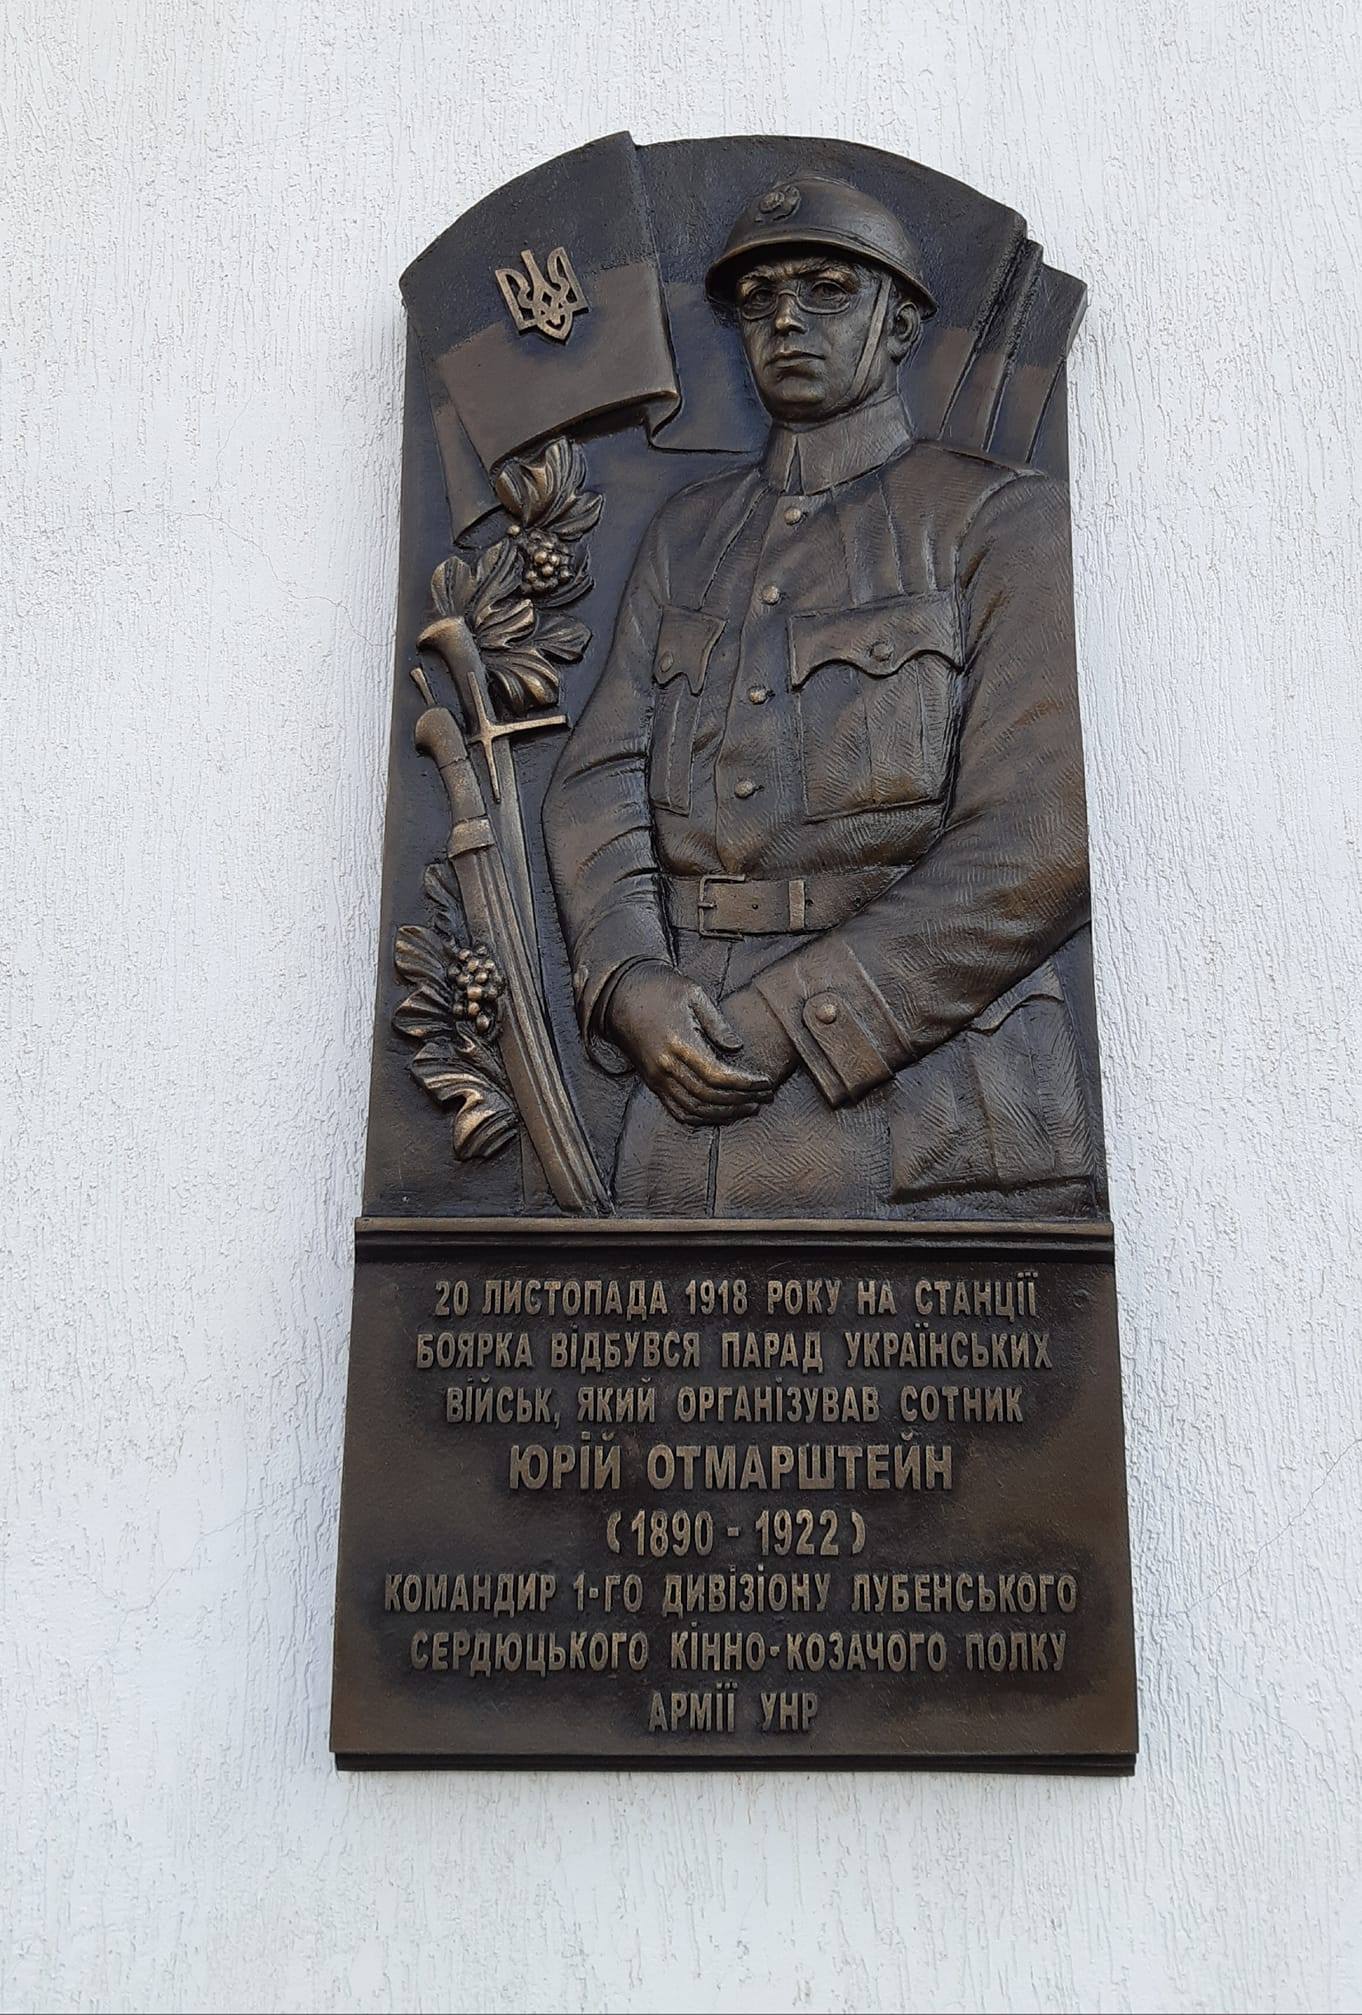 20 ЛИСТОПАДА 1918 РОКУ НА СТАНЦІЇ
БОЯРКА ВІДБУВСЯ ПАРАД УКРАЇНСЬКИХ
ВІЙСЬК, ЯКИЙ ОРГАНІЗУВАВ СОТНИК
ЮРІЙ ОТМАРШТЕЙН
(1890 - 1922)
КОМАНДИР 1-ГО ДИВІЗІОНУ ЛУБЕНСЬКОГО
СЕРДЮЦЬКОГО КІННО-КОЗАЧОГО ПОЛКУ
АРМІЇ УНР